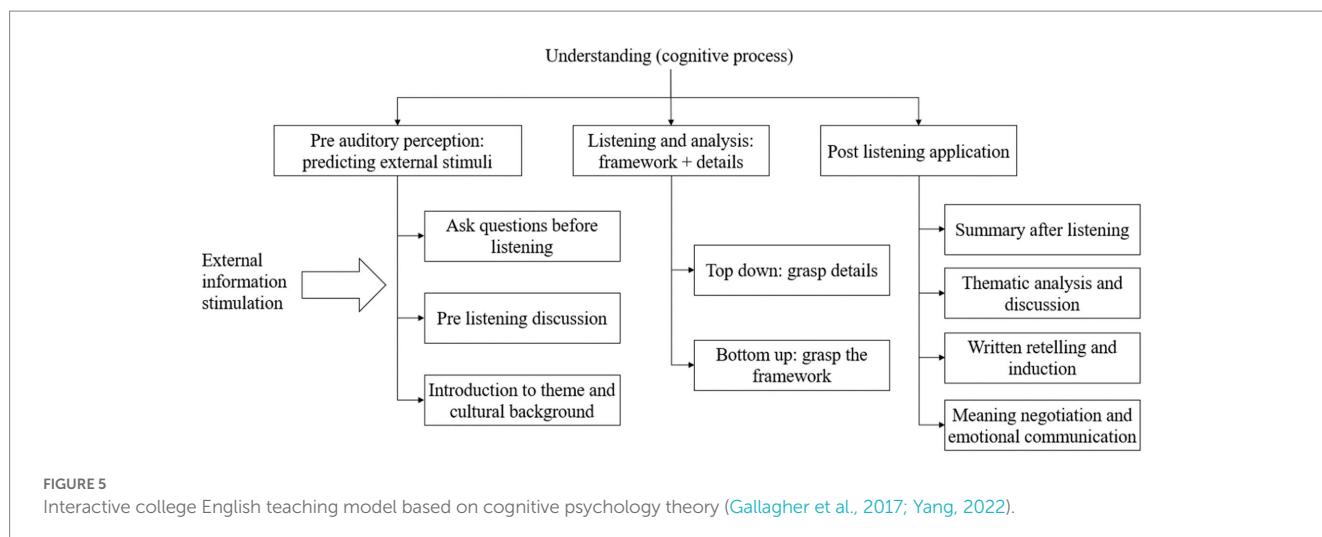 Understanding (cognitive process)
Pre auditory perception:
predicting external stimuli
Listening and analysis:
framework + details
Post listening application
Ask questions before
listening
Pre listening discussion
Introduction to theme and
cultural background
External
information
stimulation
Top down: grasp details
Bottom up: grasp the
framework
Summary after listening
Thematic analysis and
discussion
Written retelling and
induction
Meaning negotiation and
emotional communication
FIGURE 5
Interactive college English teaching model based on cognitive psychology theory (Gallagher et al., 2017; Yang, 2022).